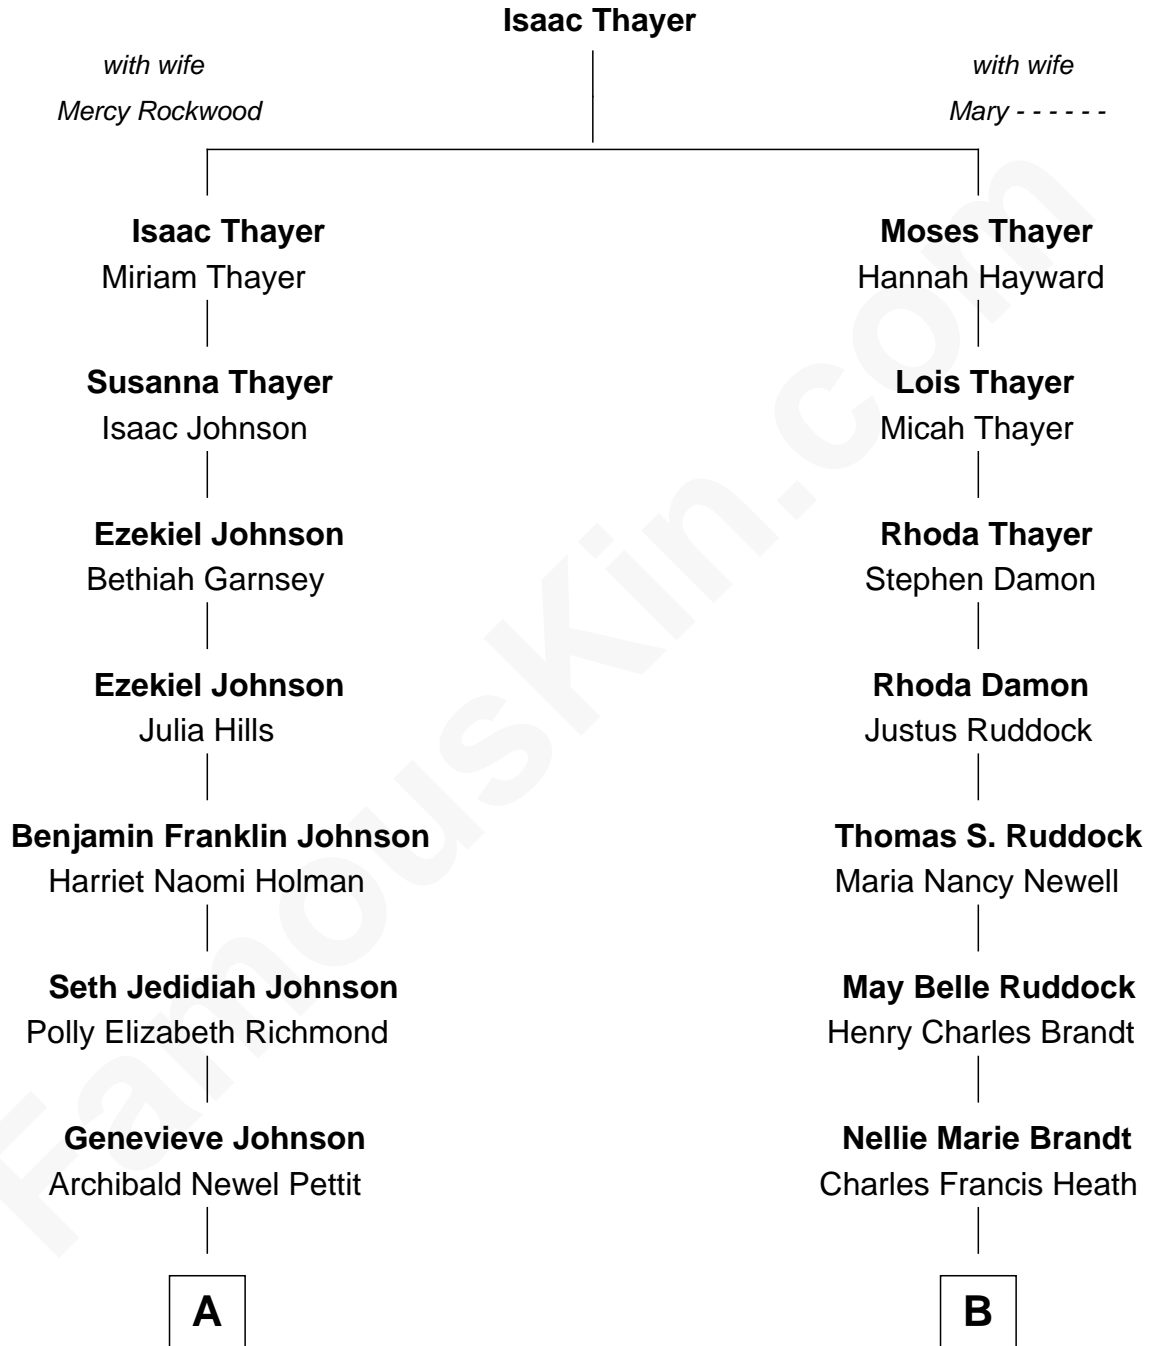 Isaac Thayer
with wife
Mercy Rockwood
with wife
Mary - - - - - -
Isaac Thayer
Miriam Thayer
Moses Thayer
Hannah Hayward
Susanna Thayer
Isaac Johnson
Lois Thayer
Micah Thayer
Ezekiel Johnson
Bethiah Garnsey
Rhoda Thayer
Stephen Damon
Ezekiel Johnson
Julia Hills
Rhoda Damon
Justus Ruddock
Benjamin Franklin Johnson
Harriet Naomi Holman
Thomas S. Ruddock
Maria Nancy Newell
Seth Jedidiah Johnson
Polly Elizabeth Richmond
May Belle Ruddock
Henry Charles Brandt
Genevieve Johnson
Archibald Newel Pettit
Nellie Marie Brandt
Charles Francis Heath
A
B
FamousKin.com